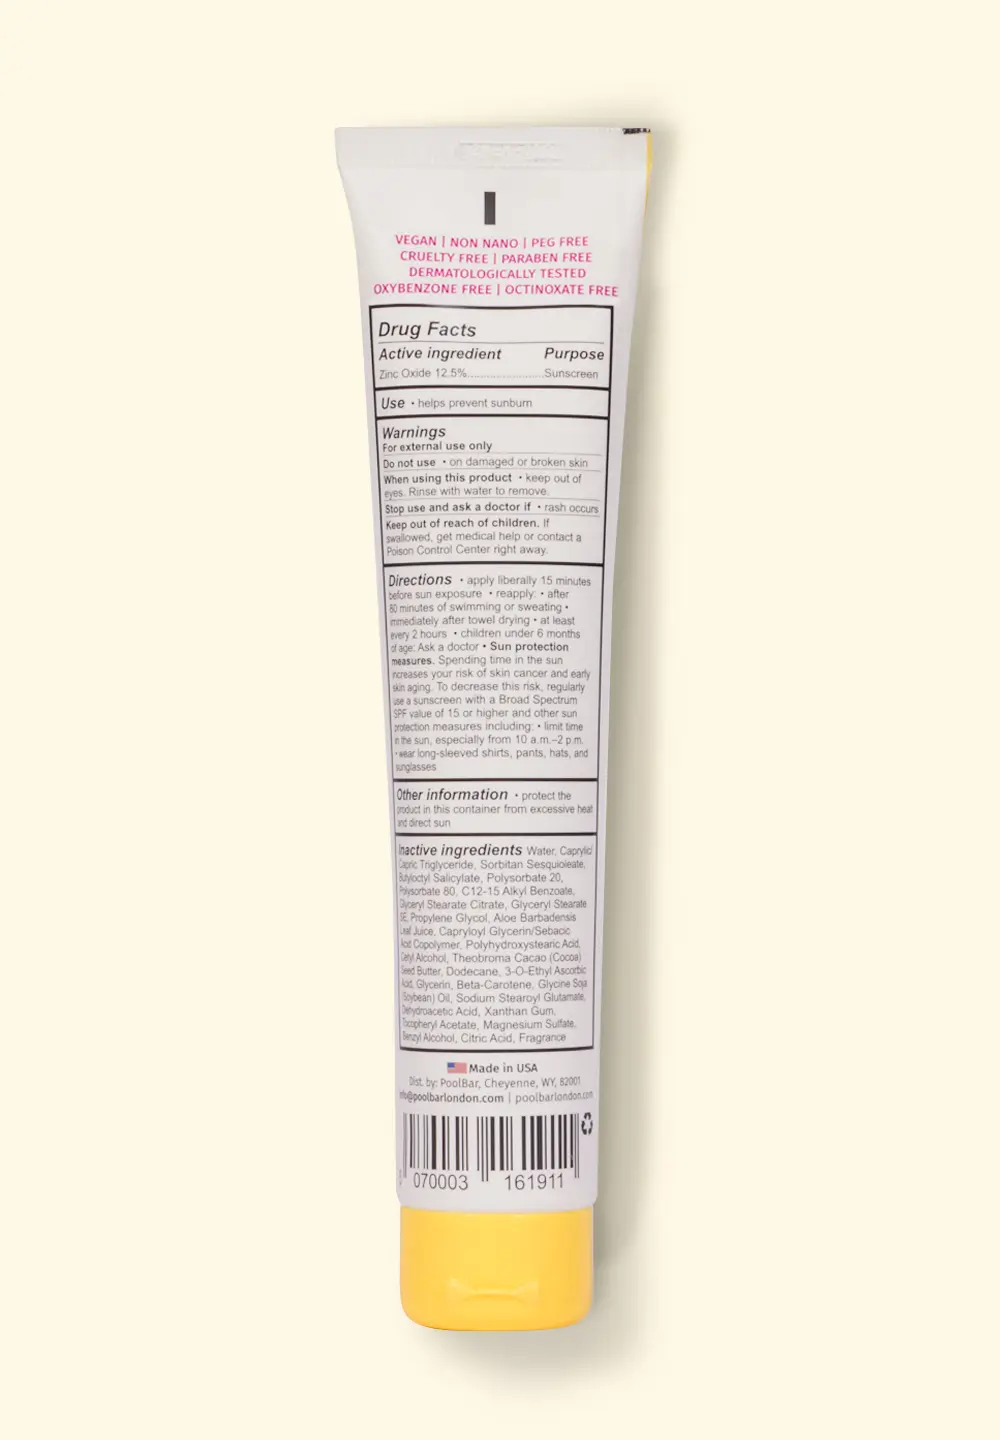 VEGAN | NON NANO | PEG FREE
CRUELTY FREE | PARABEN FREE
DERMATOLOGICALLY TESTED
OXYBENZONE FREE | OCTINOXATE FREE
Drug Facts
Active ingredient Purpose
Zinc Oxide 12.5%......................Sunscreen
Use • helps prevent sunburn
Warnings
For external use only
Do not use • on damaged or broken skin
When using this product • keep out of
eyes. Rinse with water to remove.
Stop use and ask a doctor if • rash occurs
Keep out of reach of children. If
swallowed, get medical help or contact a
Poison Control Center right away.
Directions • apply liberally 15 minutes
before sun exposure • reapply: • after
80 minutes of swimming or sweating •
immediately after towel drying • at least
every 2 hours • children under 6 months
of age: Ask a doctor • Sun protection
measures. Spending time in the sun
increases your risk of skin cancer and early
skin aging. To decrease this risk, regularly
use a sunscreen with a Broad Spectrum
SPF value of 15 or higher and other sun
protection measures including: • limit time
in the sun, especially from 10 a.m.–2 p.m.
• wear long-sleeved shirts, pants, hats, and
sunglasses
Other information • protect the
product in this container from excessive heat
and direct sun
Inactive ingredients Water, Caprylic/
Capric Triglyceride, Sorbitan Sesquioleate,
Butyloctyl Salicylate, Polysorbate 20,
Polysorbate 80, C12-15 Alkyl Benzoate,
Glyceryl Stearate Citrate, Glyceryl Stearate
SE, Propylene Glycol, Aloe Barbadensis
Leaf Juice, Capryloyl Glycerin/Sebacic
Acid Copolymer, Polyhydroxystearic Acid,
Cetyl Alcohol, Theobroma Cacao (Cocoa)
Seed Butter, Dodecane, 3-O-Ethyl Ascorbic
Acid, Glycerin, Beta-Carotene, Glycine Soja
(Soybean) Oil, Sodium Stearoyl Glutamate,
Dehydroacetic Acid, Xanthan Gum,
Tocopheryl Acetate, Magnesium Sulfate,
Benzyl Alcohol, Citric Acid, Fragrance
Made in USA
Dist. by: PoolBar, Cheyenne, WY, 82001
info@poolbarlondon.com | poolbarlondon.com
070003 161911